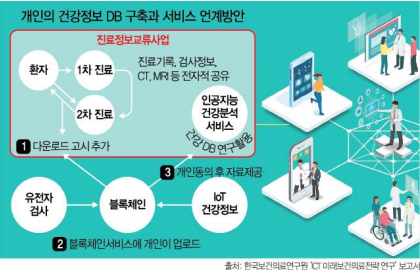 개인의 건강정보 DB 구축과 서비스 언계방안
진료정보교류사업
환자
1차 진료
2차 진료
진료기록, 검사정보,
CT, MRI 등 전자적 공유
인공지능
건강분석
서비스
건강 DB 연구활용
1 다운로드 고시 추가
3 개인동의 후 자료제공
유전자
검사
블록체인
IoT
건강정보
2 블록체인서비스에 개인이 업로드
출처: 한국보건의료연구원 'ICT 미래보건의료전략 연구' 보고서